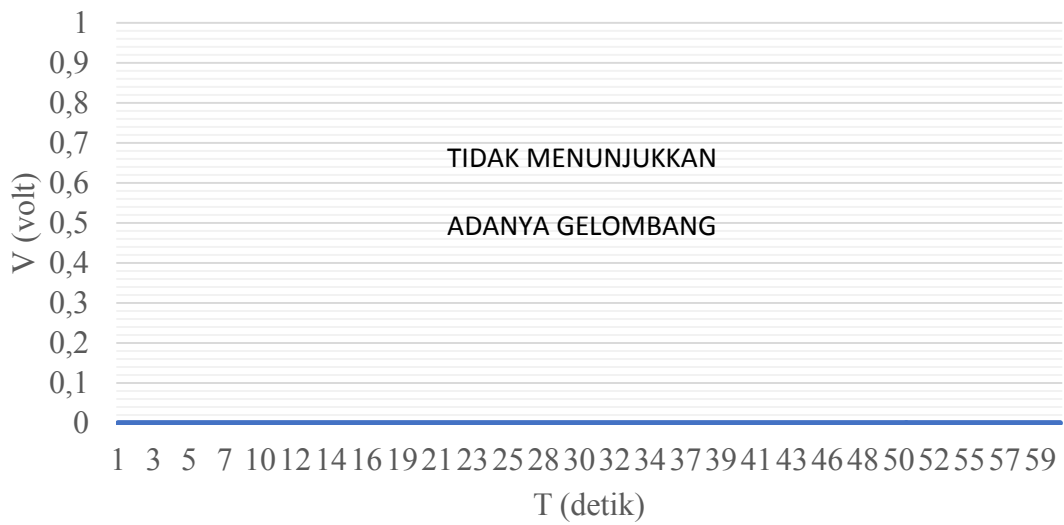 1
0,9
0,8
0,7
0,6
0,5
0,4
0,3
0,2
0,1
0
V (volt)
TIDAK MENUNJUKKAN
ADANYA GELOMBANG
1 3 5 7 10 12 14 16 19 21 23 25 28 30 32 34 37 39 41 43 46 48 50 52 55 57 59
T (detik)